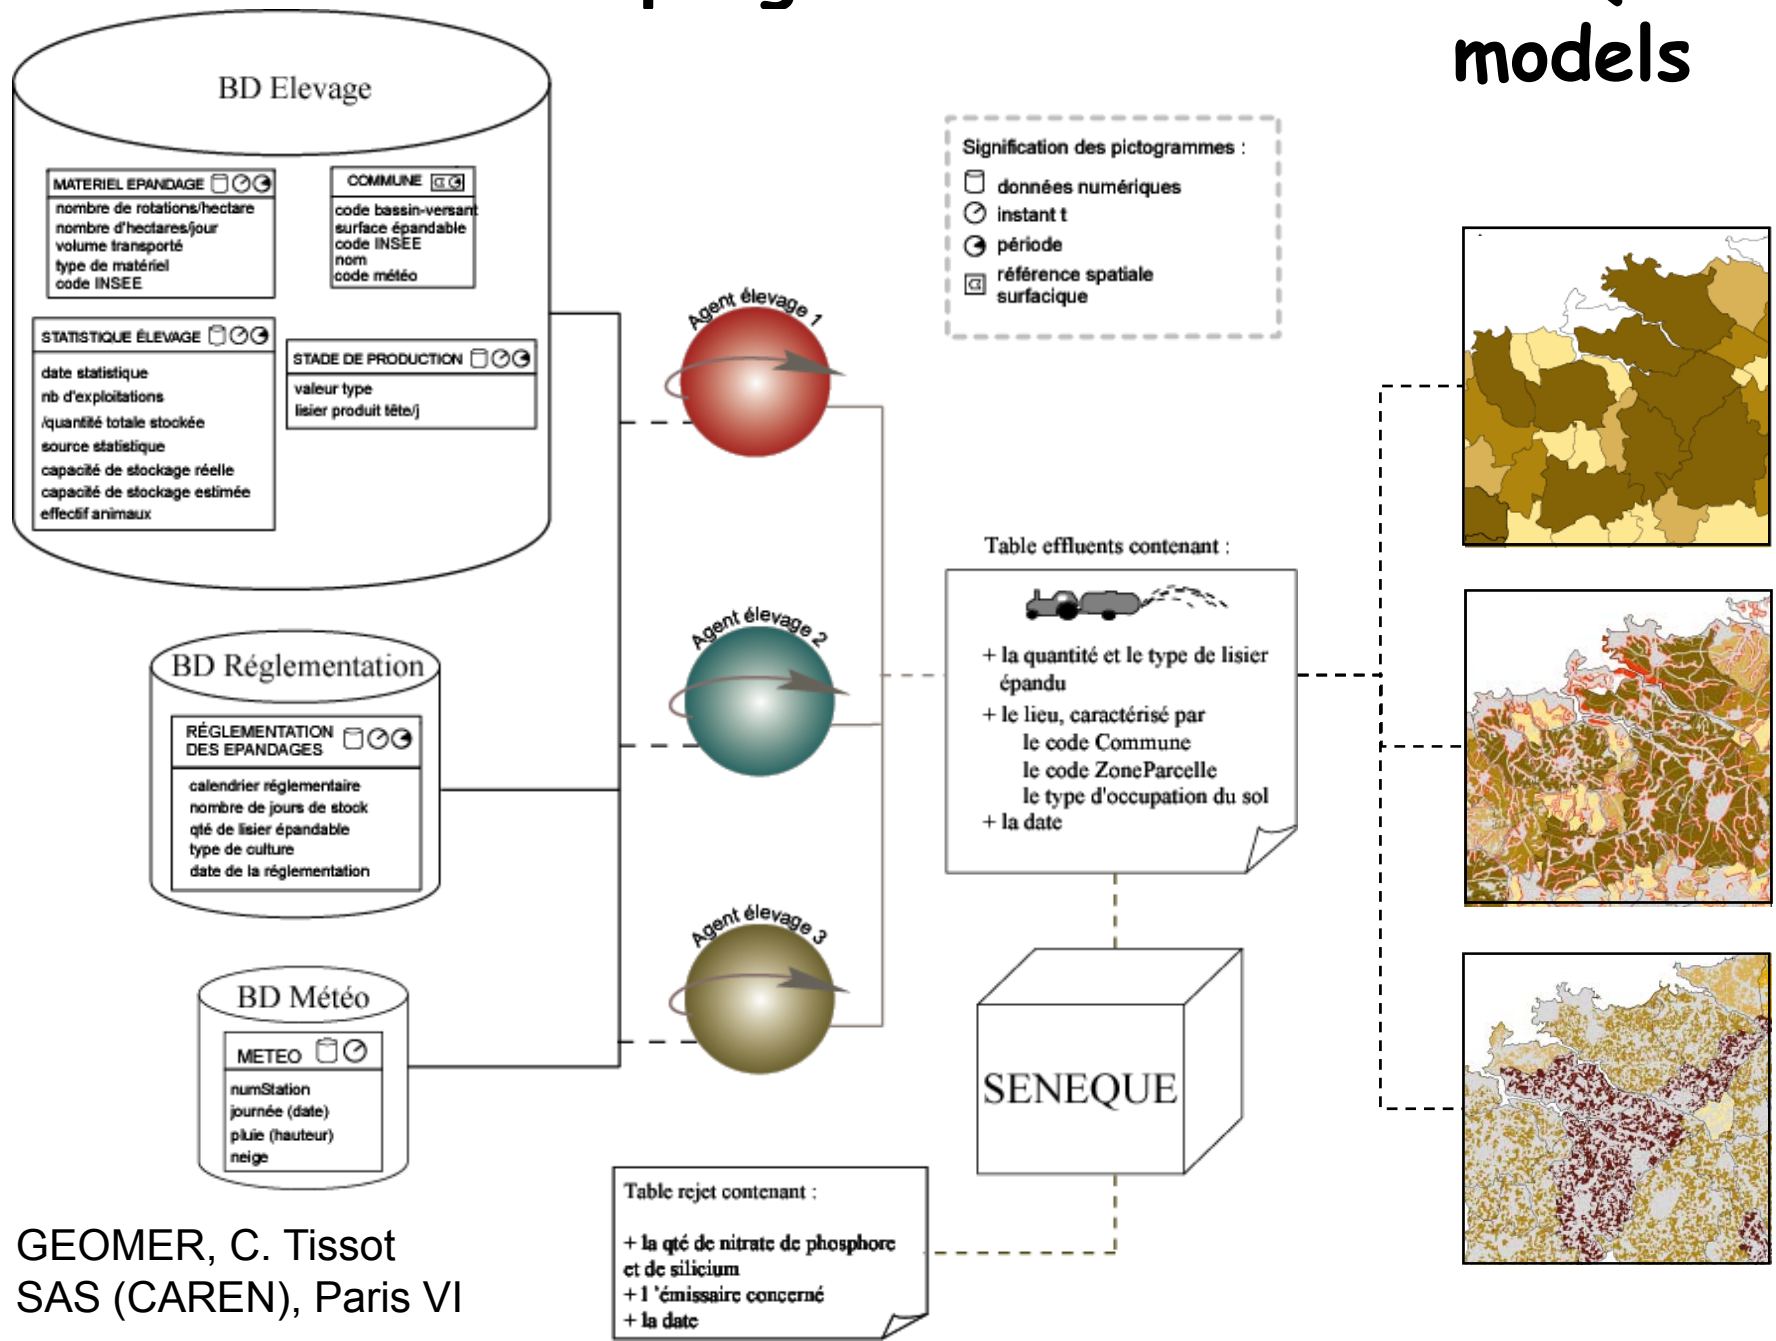 models
BD Elevage
MATERIEL EPANDAGE
nombre de rotations/hectare
nombre d'hectares/jour
volume transporté
type de matériel
code INSEE
COMMUNE
code bassin-versant
surface épandable
code INSEE
nom
code météo
STATISTIQUE ÉLEVAGE
date statistique
nb d'exploitations
/quantité totale stockée
source statistique
capacité de stockage réelle
capacité de stockage estimée
effectif animaux
STADE DE PRODUCTION
valeur type
lisier produit tête/j
BD Réglementation
RÉGLEMENTATION
DES EPANDAGES
calendrier réglementaire
nombre de jours de stock
qté de lisier épandable
type de culture
date de la réglementation
BD Météo
METEO
numStation
journée (date)
pluie (hauteur)
neige
Agent élevage 1
Agent élevage 2
Agent élevage 3
Signification des pictogrammes :
données numériques
instant t
période
référence spatiale
surfacique
Table effluents contenant :
+ la quantité et le type de lisier
épandu
+ le lieu, caractérisé par
le code Commune
le code ZoneParcelle
le type d'occupation du sol
+ la date
SENEQUE
Table rejet contenant :
+ la qté de nitrate de phosphore
et de silicium
+ l 'émissaire concerné
+ la date
GEOMER, C. Tissot
SAS (CAREN), Paris VI